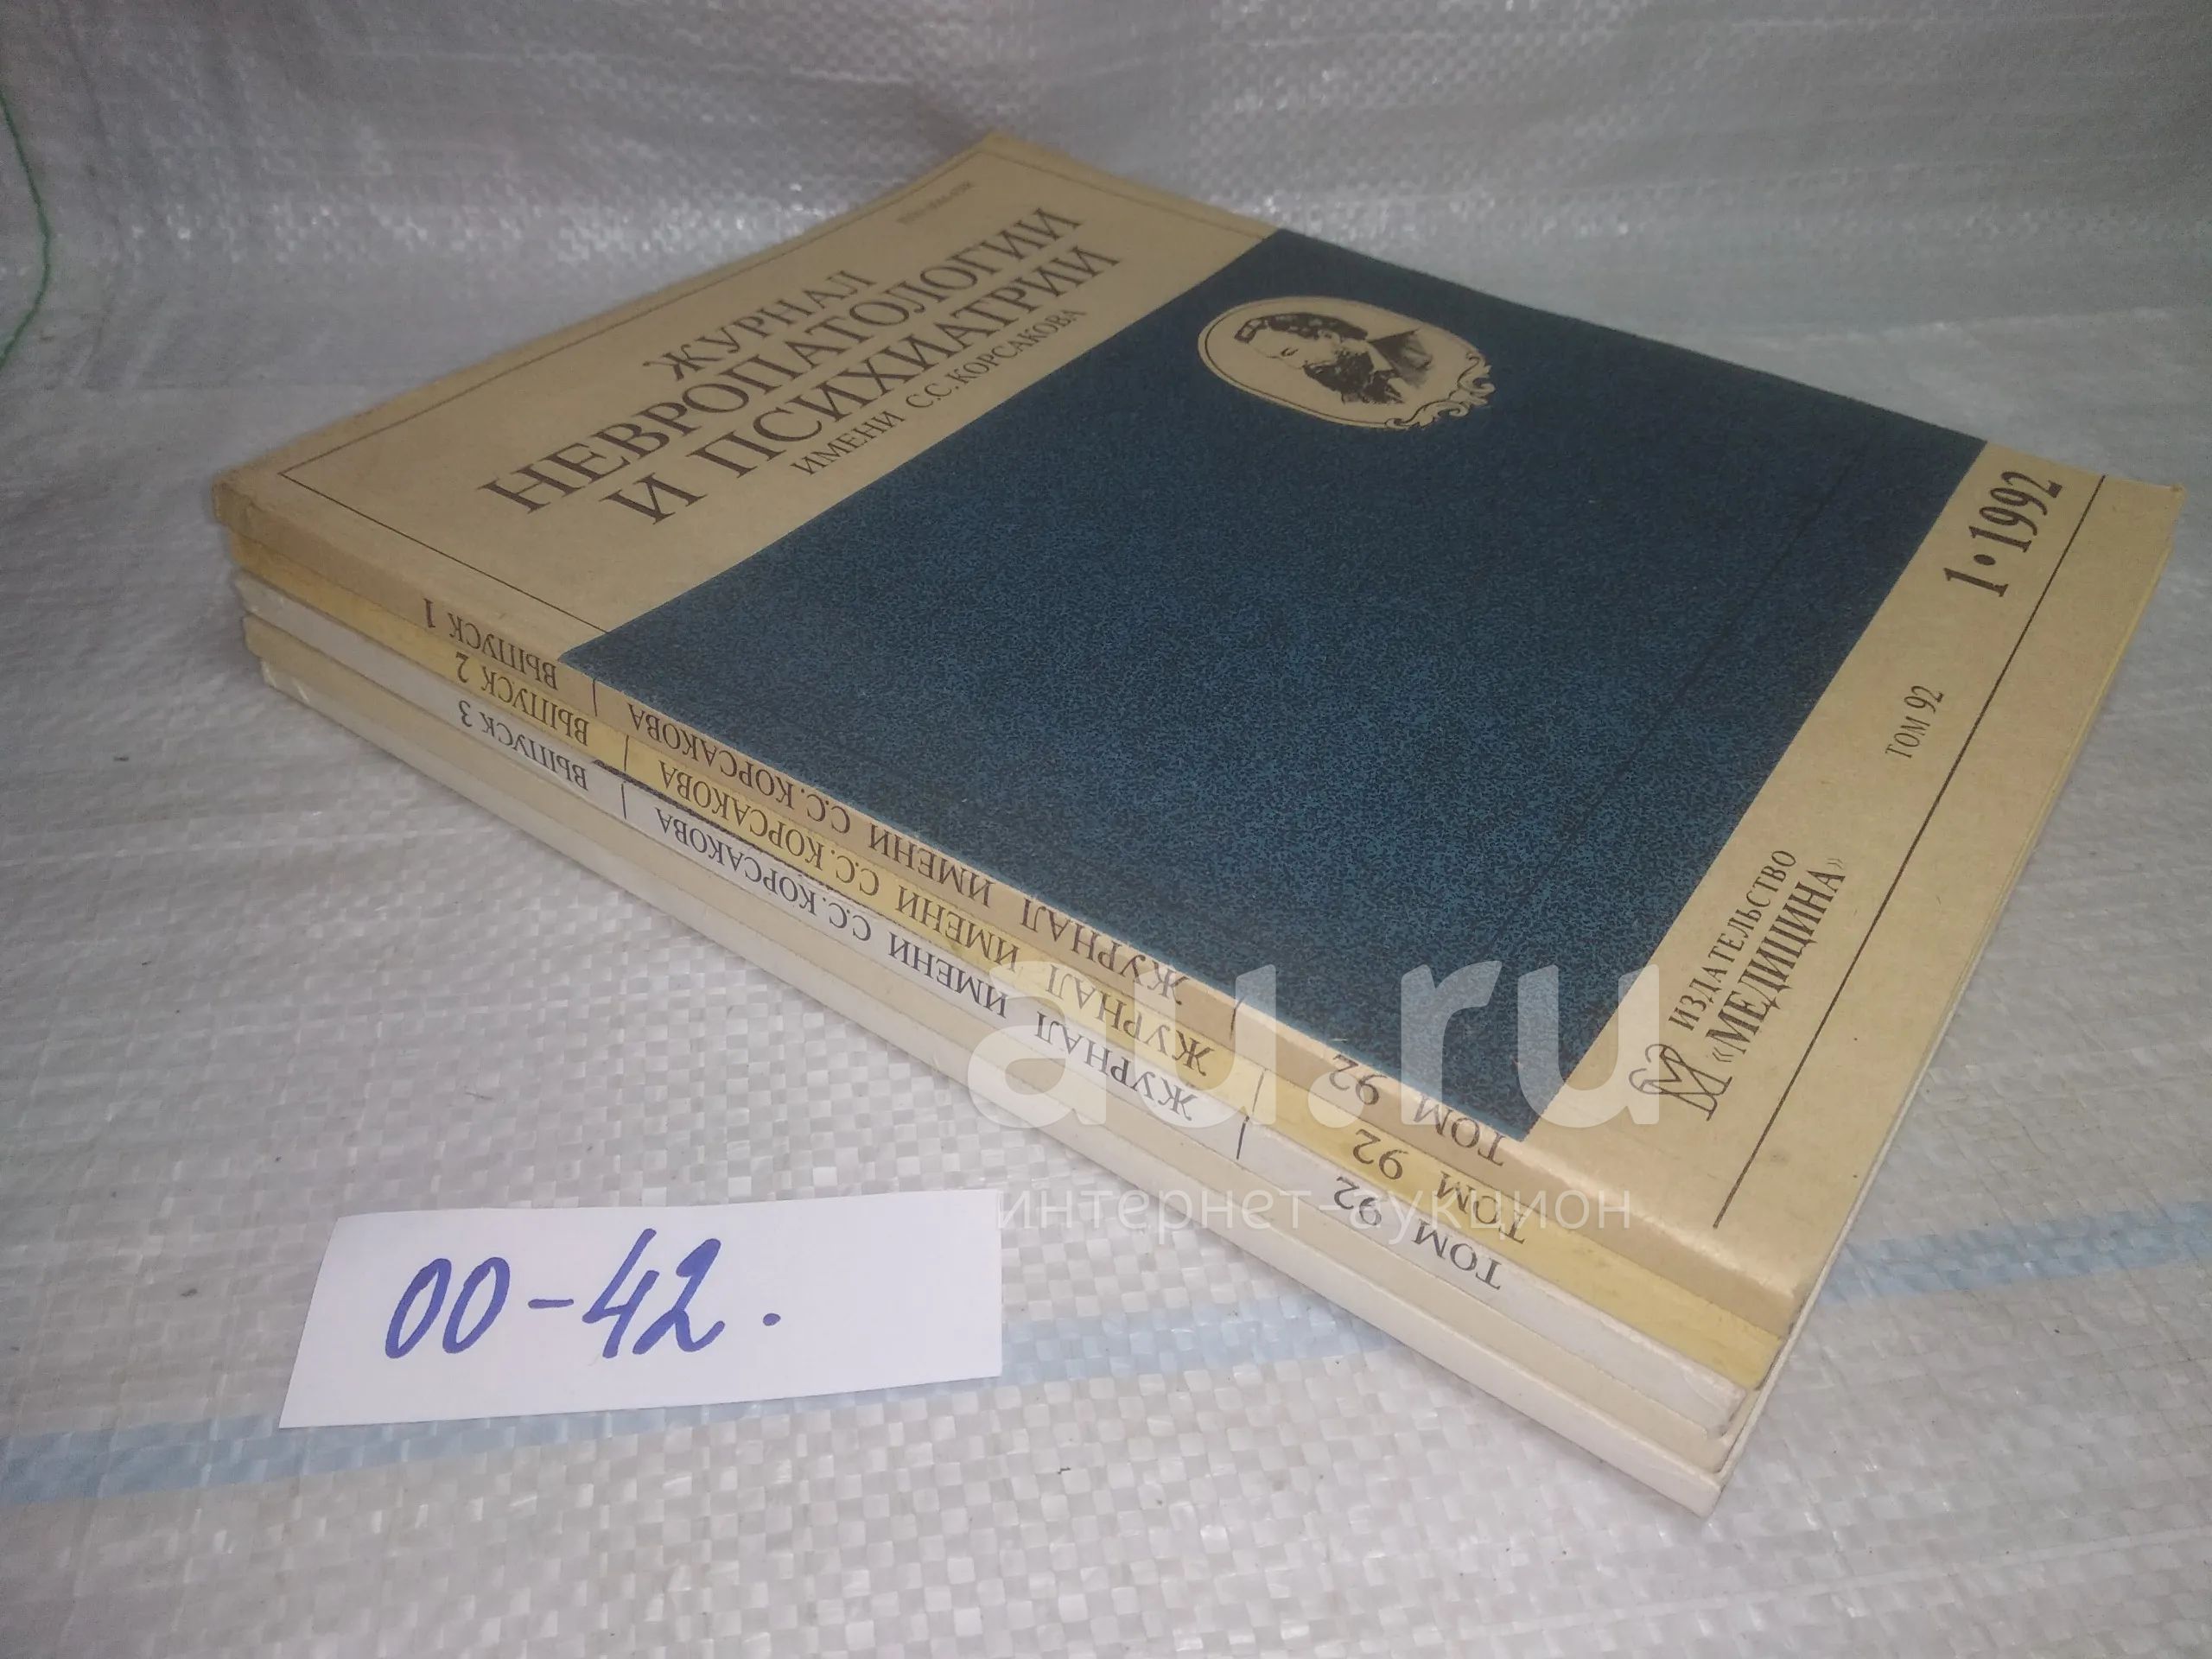 ЖУРНАЛ
НЕВРОПАТОЛОГИИ
И ПСИХИАТРИИ
ИМЕНИ С.С.КОРСАКОВА
1•1992
ТОМ 92
ИЗДАТЕЛЬСТВО
«МЕДИЦИНА»
ТОМ 92 ЖУРНАЛ ИМЕНИ С.С. КОРСАКОВА ВЫПУСК 1
ТОМ 92 ЖУРНАЛ ИМЕНИ С.С. КОРСАКОВА ВЫПУСК 2
ТОМ 92 ЖУРНАЛ ИМЕНИ С.С. КОРСАКОВА ВЫПУСК 3
00-42.
au.ru
интернет-аукцион